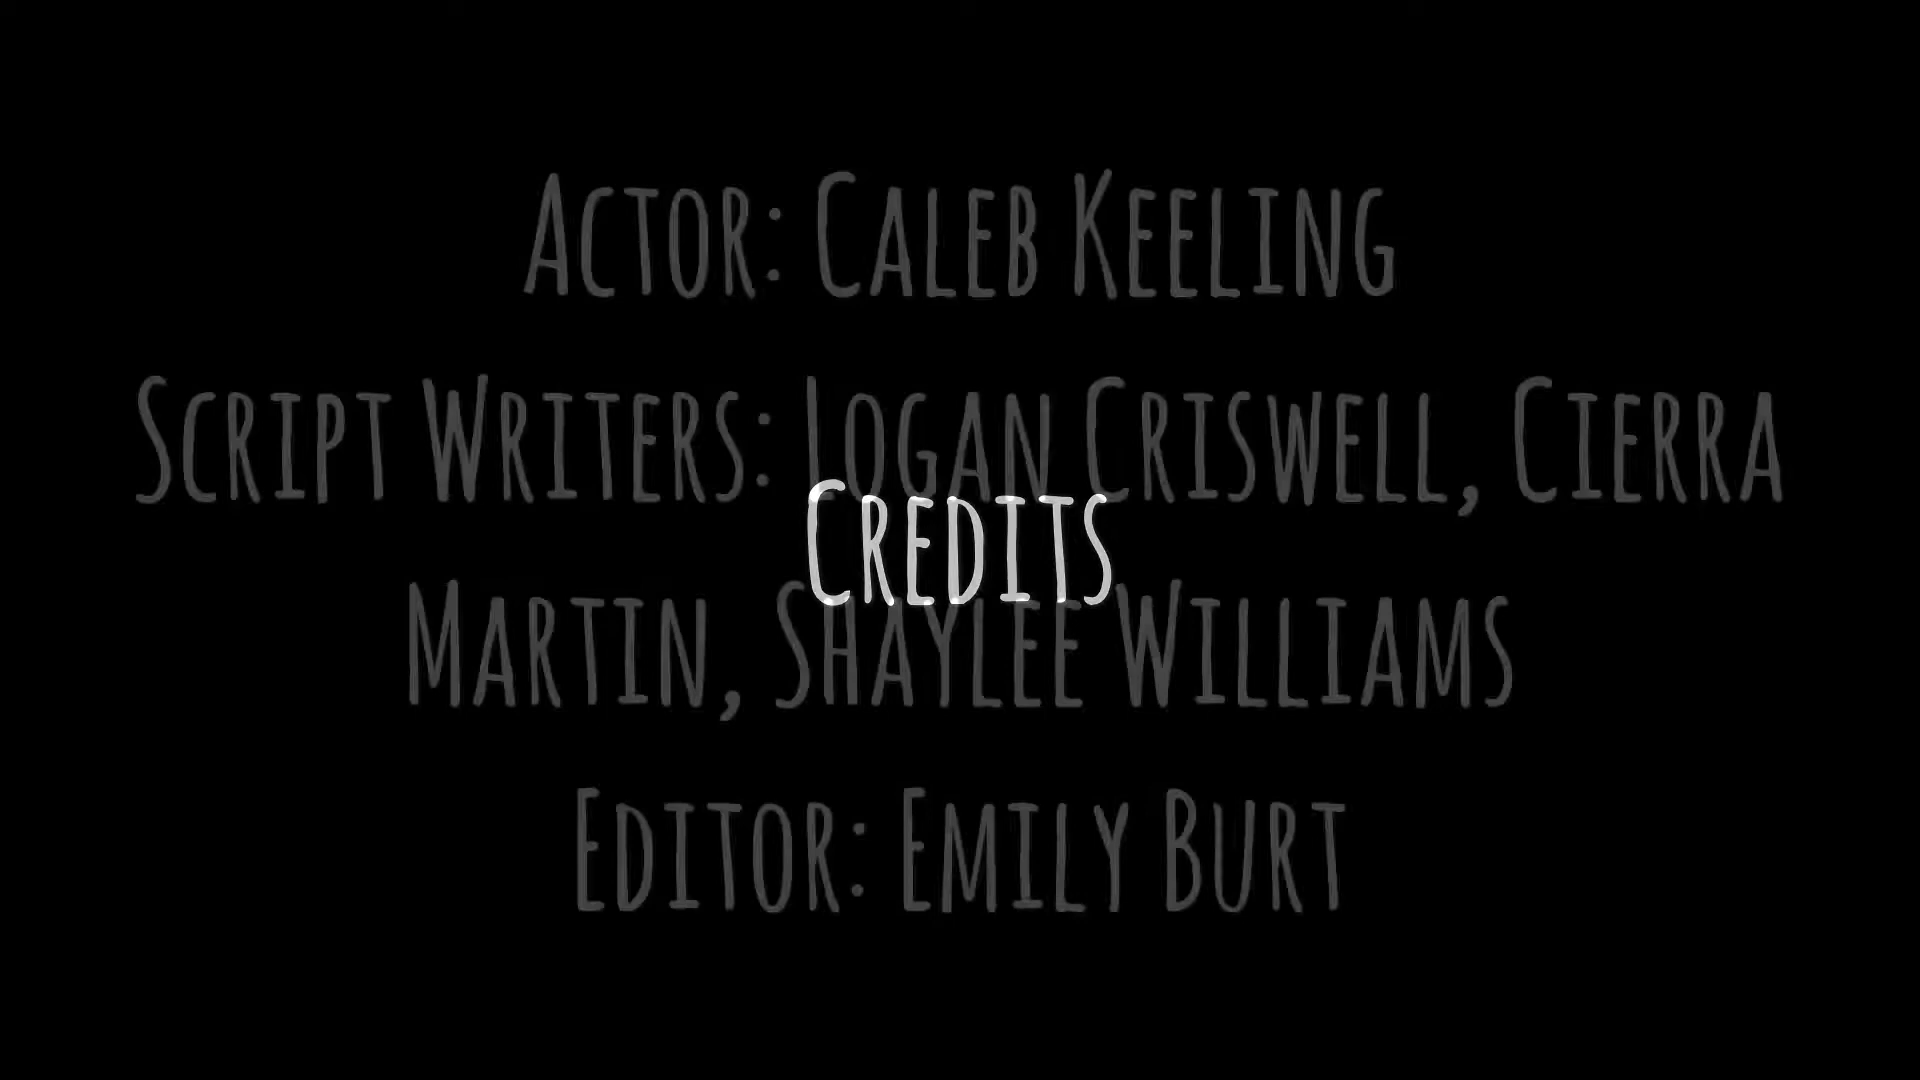 Actor: Caleb Keeling
Script Writers: Logan Criswell, Cierra
Credits
Martin, Shaylee Williams
Editor: Emily Burt